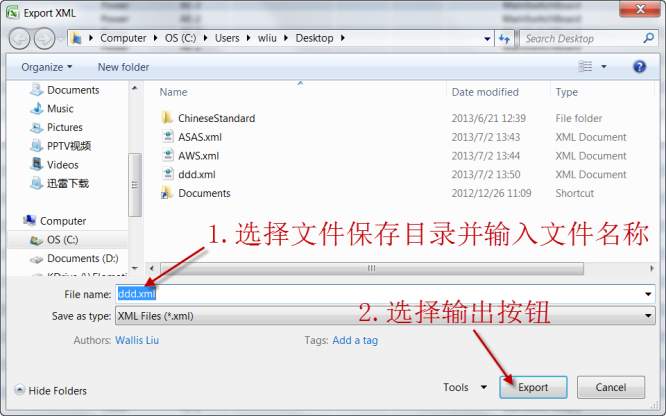 Export XML
Computer OS (C:) Users wliu Desktop
Search Desktop
Organize New folder
Documents
Music
Pictures
PPTV视频
Videos
迅雷下载
Computer
OS (C:)
Documents (D:)
Name Date modified Type
ChineseStandard 2013/6/21 12:39 File folder
ASAS.xml 2013/7/2 13:43 XML Document
AWS.xml 2013/7/2 13:44 XML Document
ddd.xml 2013/7/2 13:50 XML Document
Documents 2012/12/26 11:09 Shortcut
1.选择文件保存目录并输入文件名称
File name: ddd.xml
2.选择输出按钮
Save as type: XML Files (*.xml)
Authors: Wallis Liu Tags: Add a tag
Hide Folders Tools Export Cancel